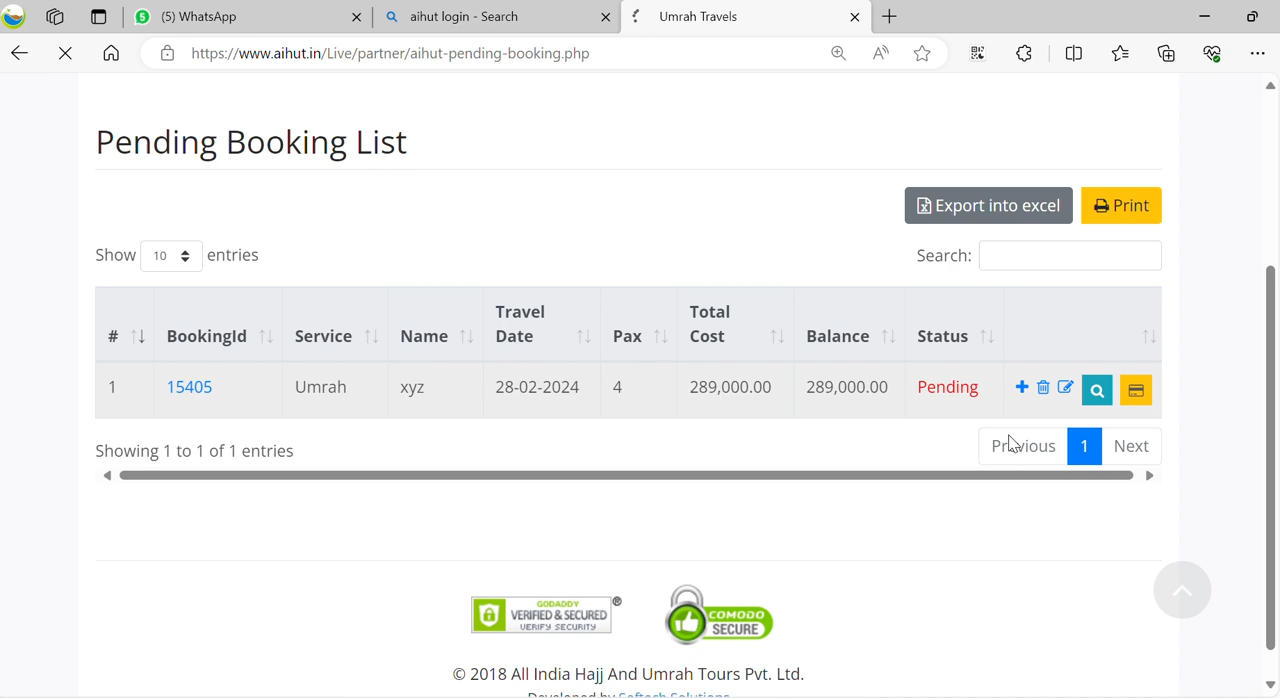 (5) WhatsApp
aihut login - Search
Umrah Travels
https://www.aihut.in/Live/partner/aihut-pending-booking.php
Pending Booking List
Export into excel
Print
Show 10 entries
Search:
# BookingId Service Name Travel Date Pax Total Cost Balance Status
1 15405 Umrah xyz 28-02-2024 4 289,000.00 289,000.00 Pending
Showing 1 to 1 of 1 entries
Previous 1 Next
GODADDY
VERIFIED & SECURED
VERIFY SECURITY
®
COMODO
SECURE
© 2018 All India Hajj And Umrah Tours Pvt. Ltd.
Developed by Softech Solutions